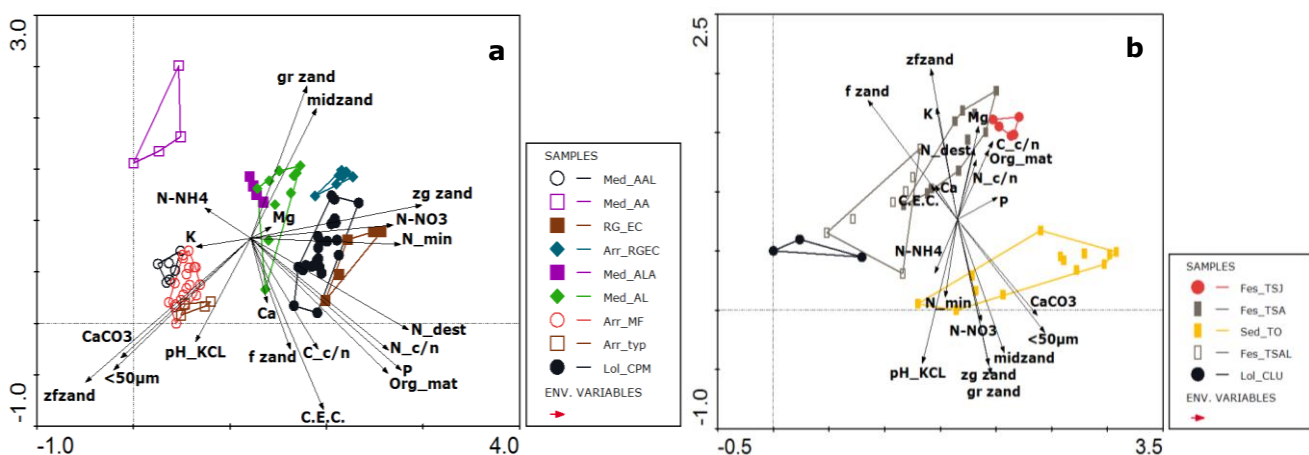 3.0
a
gr zand
midzand
zg zand
N-NH4
Mg
N-NO3
K
N_min
Ca
N_dest
CaCO3
pH_KCL
f zand
C_c/n
N_c/n
P
<50µm
Org_mat
zfzand
C.E.C.
-1.0
-1.0
4.0
SAMPLES
Med_AAL
Med_AA
RG_EC
Arr_RGEC
Med_ALA
Med_AL
Arr_MF
Arr_typ
Lol_CPM
ENV. VARIABLES
2.5
b
zfzand
f zand
K
Mg
C_c/n
N_dest
Org_mat
N_c/n
Ca
C.E.C.
P
N-NH4
N_min
CaCO3
N-NO3
<50µm
midzand
pH_KCL
zg zand
gr zand
-1.0
-0.5
3.5
SAMPLES
Fes_TSJ
Fes_TSA
Sed_TO
Fes_TSAL
Lol_CLU
ENV. VARIABLES